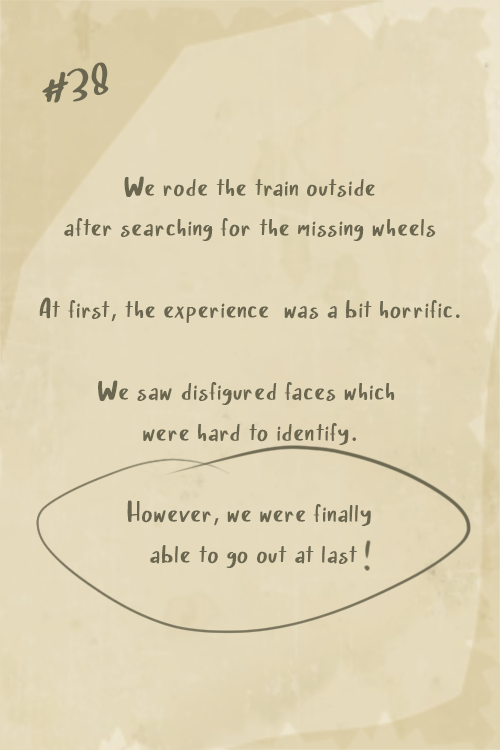 #38
We rode the train outside
after searching for the missing wheels
At first, the experience was a bit horrific.
We saw disfigured faces which
were hard to identify.
However, we were finally
able to go out at last!